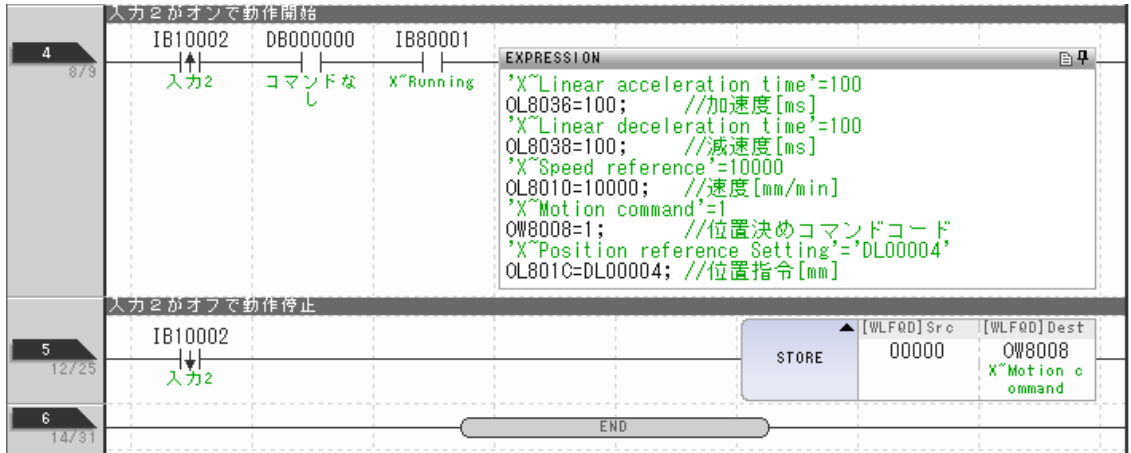 入力２がオンで動作開始
4
8/9
IB10002 DB000000 IB80001
入力2 コマンドなし X~Running
EXPRESSION
'X~Linear acceleration time'=100
OL8036=100; //加速度[ms]
'X~Linear deceleration time'=100
OL8038=100; //減速度[ms]
'X~Speed reference'=10000
OL8010=10000; //速度[mm/min]
'X~Motion command'=1
OW8008=1; //位置決めコマンドコード
'X~Position reference Setting'='DL00004'
OL801C=DL00004; //位置指令[mm]
入力２がオフで動作停止
5
12/25
IB10002
入力2
STORE
[WLFQD]Src [WLFQD]Dest
00000 OW8008
X~Motion c
ommand
6
14/31
END